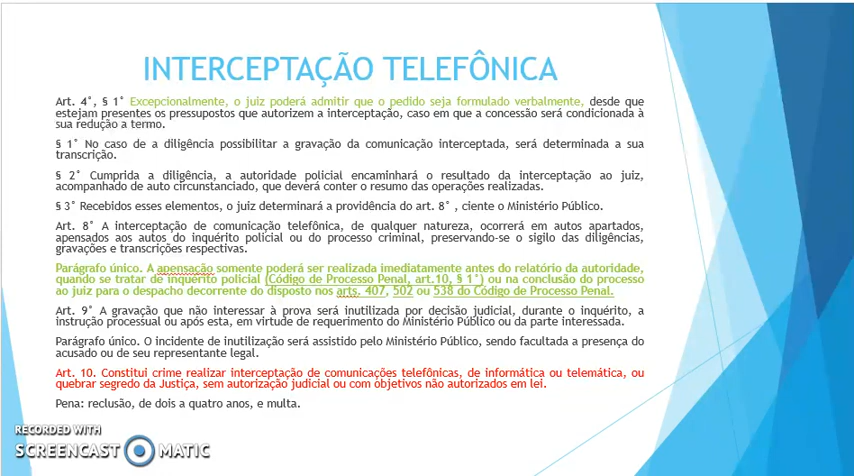 INTERCEPTAÇÃO TELEFÔNICA
Art. 4°, § 1° Excepcionalmente, o juiz poderá admitir que o pedido seja formulado verbalmente, desde que
estejam presentes os pressupostos que autorizem a interceptação, caso em que a concessão será condicionada à
sua redução a termo.
§ 1° No caso de a diligência possibilitar a gravação da comunicação interceptada, será determinada a sua
transcrição.
§ 2° Cumprida a diligência, a autoridade policial encaminhará o resultado da interceptação ao juiz,
acompanhado de auto circunstanciado, que deverá conter o resumo das operações realizadas.
§ 3° Recebidos esses elementos, o juiz determinará a providência do art. 8° , ciente o Ministério Público.
Art. 8° A interceptação de comunicação telefônica, de qualquer natureza, ocorrerá em autos apartados,
apensados aos autos do inquérito policial ou do processo criminal, preservando-se o sigilo das diligências,
gravações e transcrições respectivas.
Parágrafo único. A apensação somente poderá ser realizada imediatamente antes do relatório da autoridade,
quando se tratar de inquérito policial (Código de Processo Penal, art.10, § 1°) ou na conclusão do processo
ao juiz para o despacho decorrente do disposto nos arts. 407, 502 ou 538 do Código de Processo Penal.
Art. 9° A gravação que não interessar à prova será inutilizada por decisão judicial, durante o inquérito, a
instrução processual ou após esta, em virtude de requerimento do Ministério Público ou da parte interessada.
Parágrafo único. O incidente de inutilização será assistido pelo Ministério Público, sendo facultada a presença do
acusado ou de seu representante legal.
Art. 10. Constitui crime realizar interceptação de comunicações telefônicas, de informática ou telemática, ou
quebrar segredo da Justiça, sem autorização judicial ou com objetivos não autorizados em lei.
Pena: reclusão, de dois a quatro anos, e multa.
RECORDED WITH
SCREENCAST MATIC